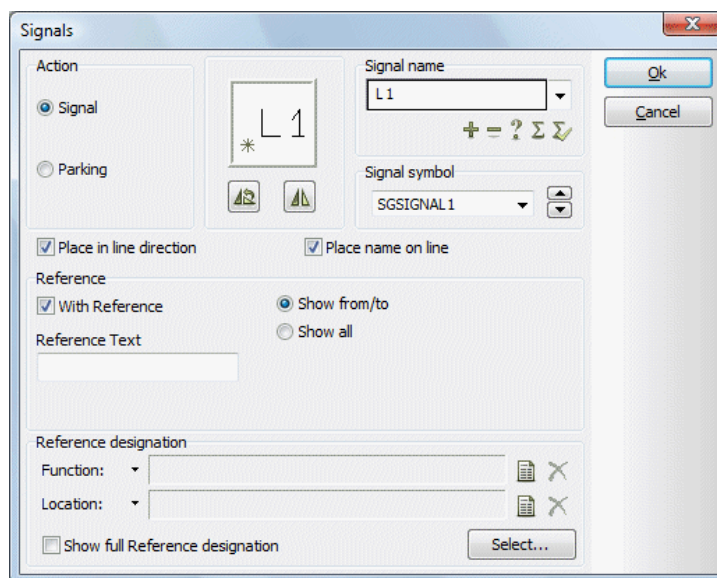 Signals
Action
Signal
Parking
L 1
Signal name
L 1
+ = ? Σ Σ
Signal symbol
SGSIGNAL1
Ok
Cancel
Place in line direction
Place name on line
Reference
With Reference
Show from/to
Show all
Reference Text
Reference designation
Function:
Location:
Show full Reference designation
Select...